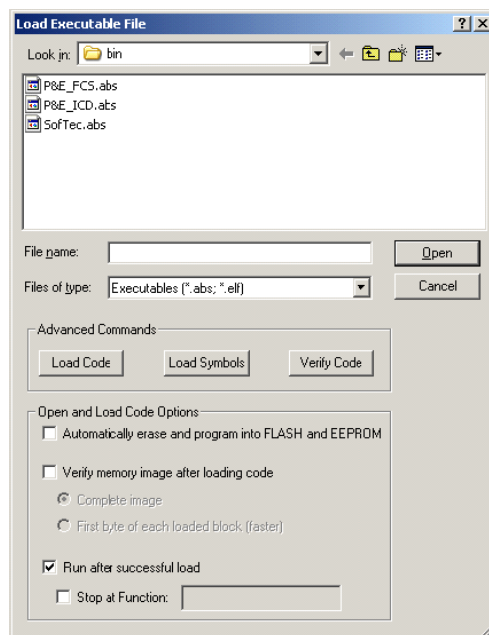 Load Executable File
Look in: bin
P&E_FCS.abs
P&E_ICD.abs
SofTec.abs
File name: Open
Files of type: Executables (*.abs; *.elf) Cancel
Advanced Commands
Load Code Load Symbols Verify Code
Open and Load Code Options
Automatically erase and program into FLASH and EEPROM
Verify memory image after loading code
Complete image
First byte of each loaded block (faster)
Run after successful load
Stop at Function: